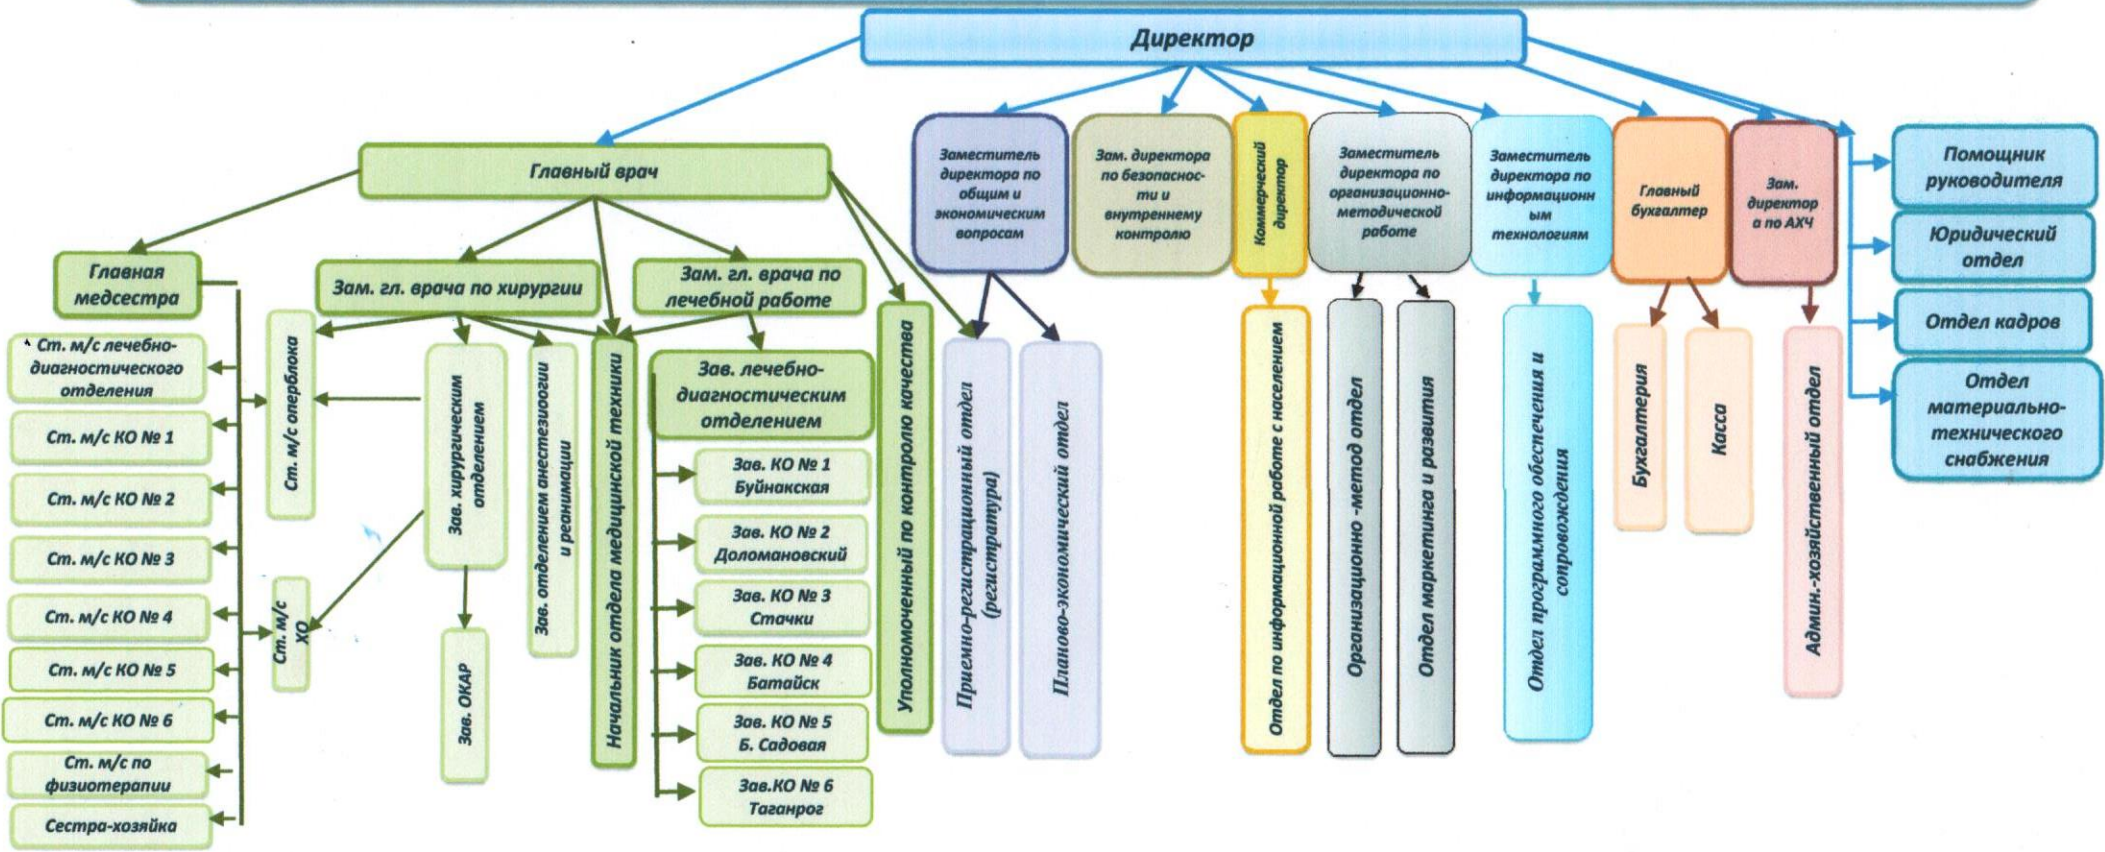 Директор
Главный врач
Заместитель
директора по
общим и
экономическим
вопросам
Зам. директора
по безопаснос-
ти и
внутреннему
контролю
Коммерческий
директор
Заместитель
директора по
организационно-
методической
работе
Заместитель
директора по
информационн
ым
технологиям
Главный
бухгалтер
Зам.
директор
а по АХЧ
Помощник
руководителя
Юридический
отдел
Отдел кадров
Отдел
материально-
технического
снабжения
Главная
медсестра
Зам. гл. врача по хирургии
Зам. гл. врача по
лечебной работе
Ст. м/с лечебно-
диагностического
отделения
Ст. м/с КО № 1
Ст. м/с КО № 2
Ст. м/с КО № 3
Ст. м/с КО № 4
Ст. м/с КО № 5
Ст. м/с КО № 6
Ст. м/с по
физиотерапии
Сестра-хозяйка
Ст. м/с оперблока
Ст. м/с
ХО
Зав. хирургическим
отделением
Зав. ОКАР
Зав. отделением анестезиоогии
и реанимации
Начальник отдела медицинской техники
Зав. лечебно-
диагностическим
отделением
Зав. КО № 1
Буйнакская
Зав. КО № 2
Доломановский
Зав. КО № 3
Стачки
Зав. КО № 4
Батайск
Зав. КО № 5
Б. Садовая
Зав.КО № 6
Таганрог
Уполномоченный по контролю качества
Приемно-регистрационный отдел
(регистратура)
Планово-экономический отдел
Отдел по информационной работе с населением
Организационно -метод отдел
Отдел маркетинга и развития
Отдел программного обеспечения и
сопровождения
Бухгалтерия
Касса
Админ.-хозяйственный отдел